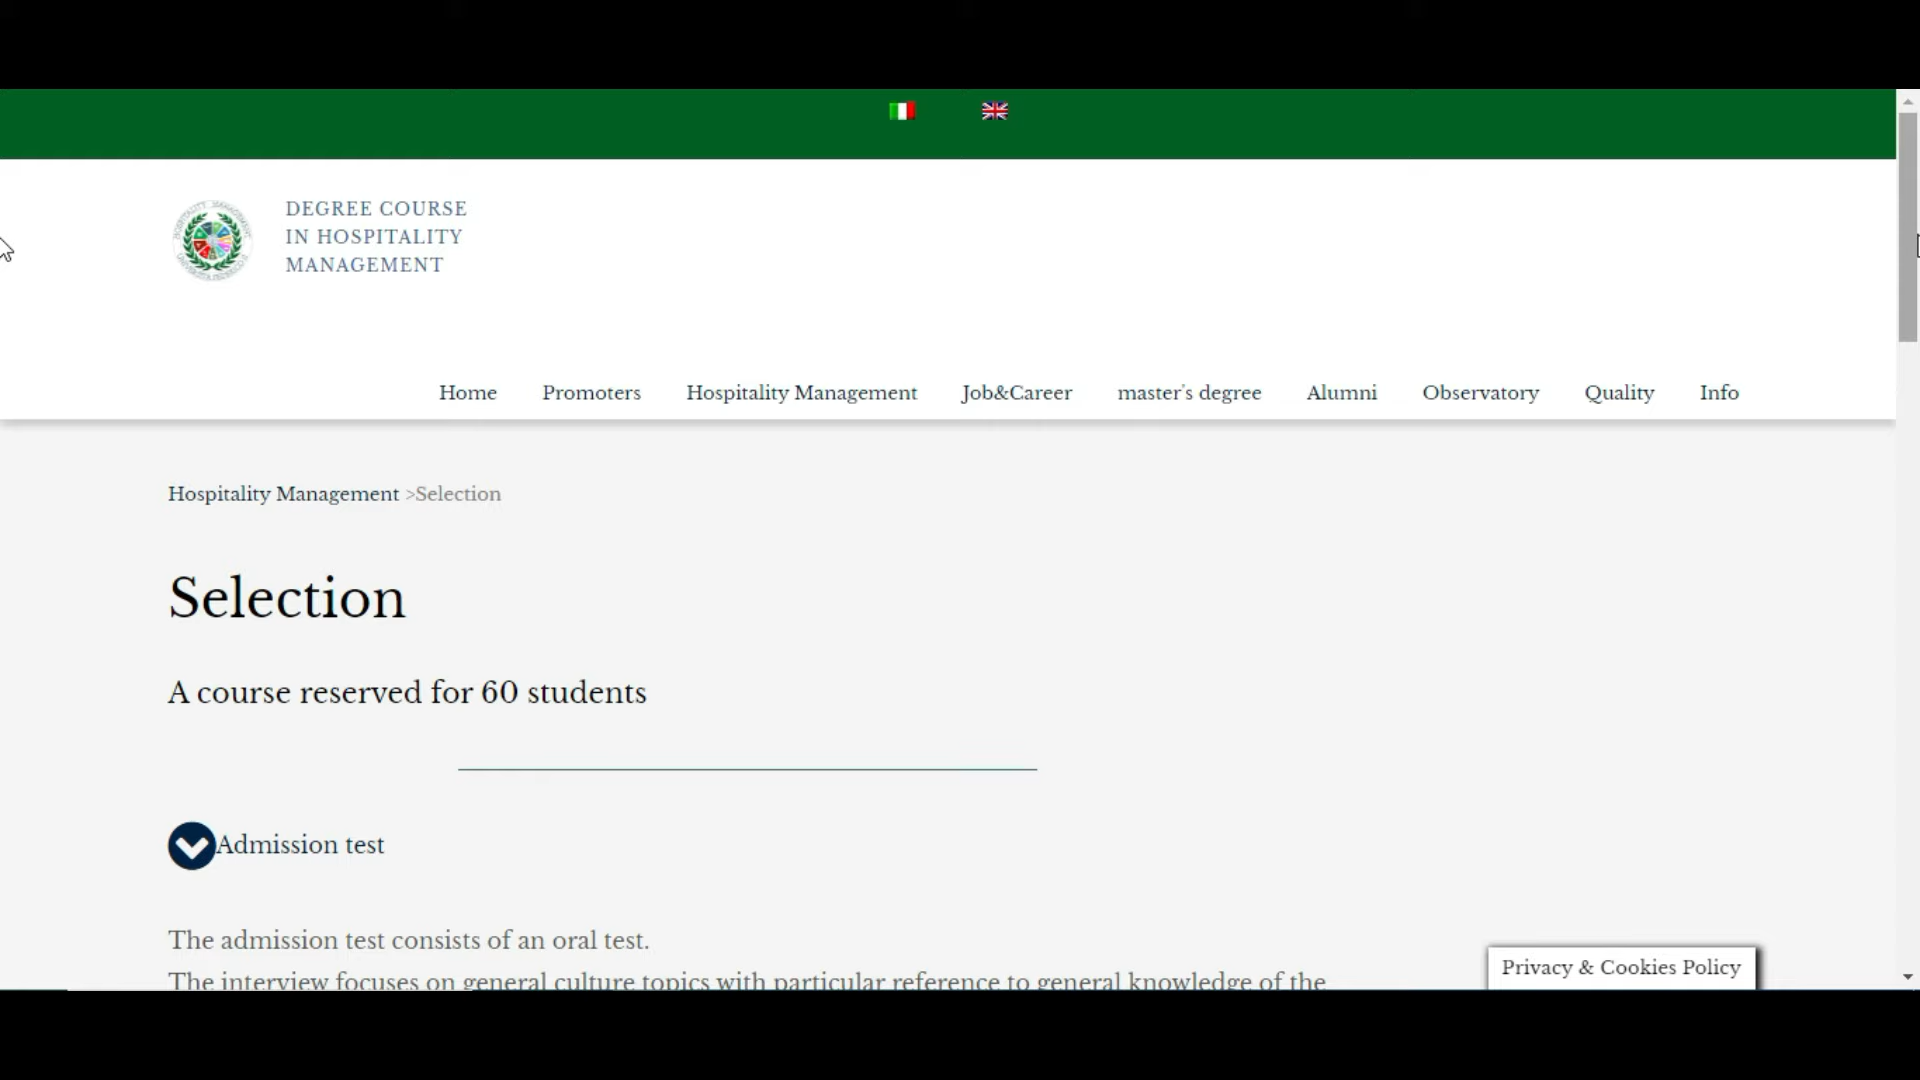 DEGREE COURSE
IN HOSPITALITY
MANAGEMENT
Home Promoters Hospitality Management Job&Career master's degree Alumni Observatory Quality Info
Hospitality Management >Selection
Selection
A course reserved for 60 students
Admission test
The admission test consists of an oral test.
The interview focuses on general culture topics with particular reference to general knowledge of the
Privacy & Cookies Policy